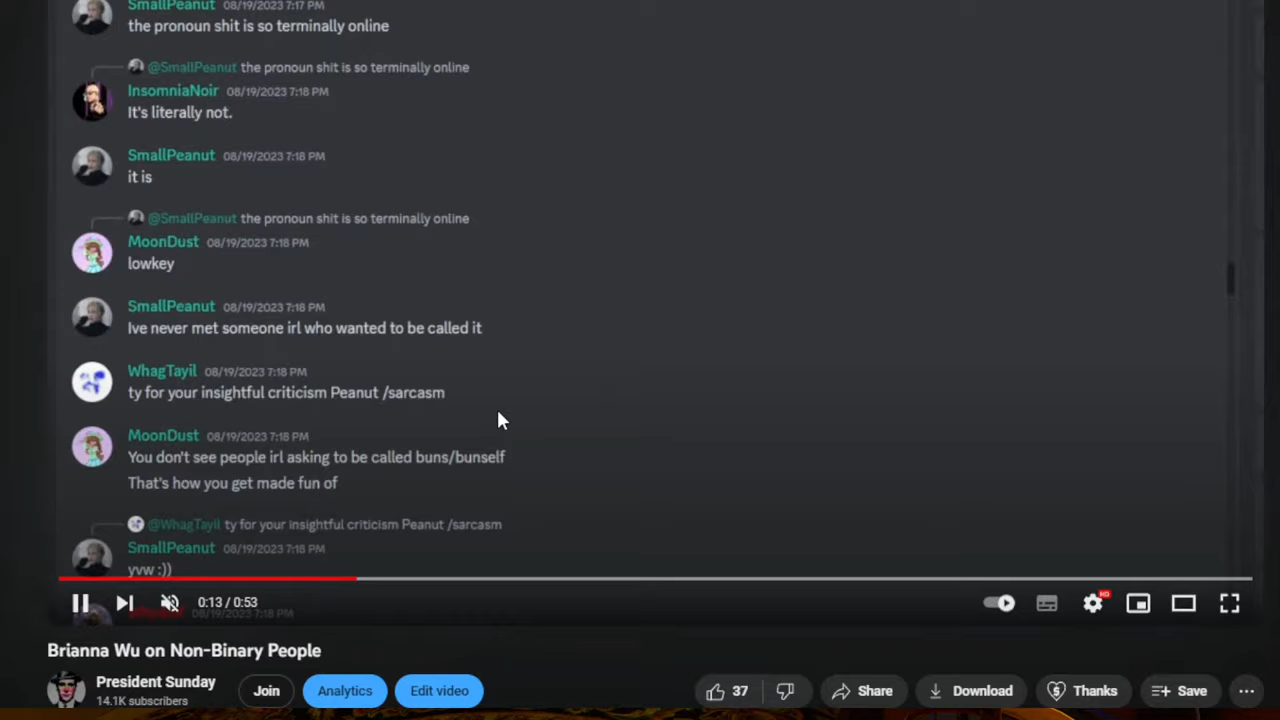 SmallPeanut 08/19/2023 7:17 PM
the pronoun shit is so terminally online
@SmallPeanut the pronoun shit is so terminally online
InsomniaNoir 08/19/2023 7:18 PM
It's literally not.
SmallPeanut 08/19/2023 7:18 PM
it is
@SmallPeanut the pronoun shit is so terminally online
MoonDust 08/19/2023 7:18 PM
lowkey
SmallPeanut 08/19/2023 7:18 PM
Ive never met someone irl who wanted to be called it
WhagTayil 08/19/2023 7:18 PM
ty for your insightful criticism Peanut /sarcasm
MoonDust 08/19/2023 7:18 PM
You don't see people irl asking to be called buns/bunself
That's how you get made fun of
@WhagTayil ty for your insightful criticism Peanut /sarcasm
SmallPeanut 08/19/2023 7:18 PM
yvw :))
08/19/2023 7:18 PM
0:13 / 0:53
HD
Brianna Wu on Non-Binary People
President Sunday
14.1K subscribers
Join
Analytics
Edit video
37
Share
Download
Thanks
Save